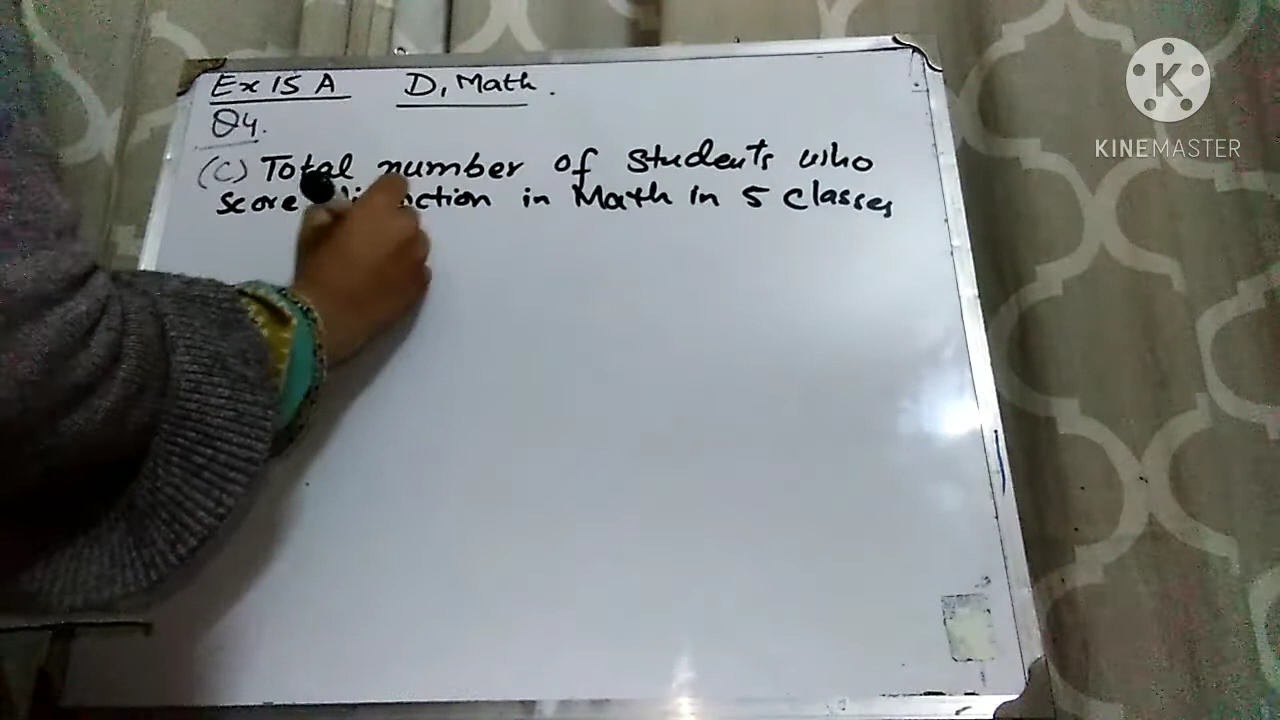 Ex 15 A D, Math.
Q4.
(C) Total number of students who
score in Math in 5 classes
K
KINEMASTER